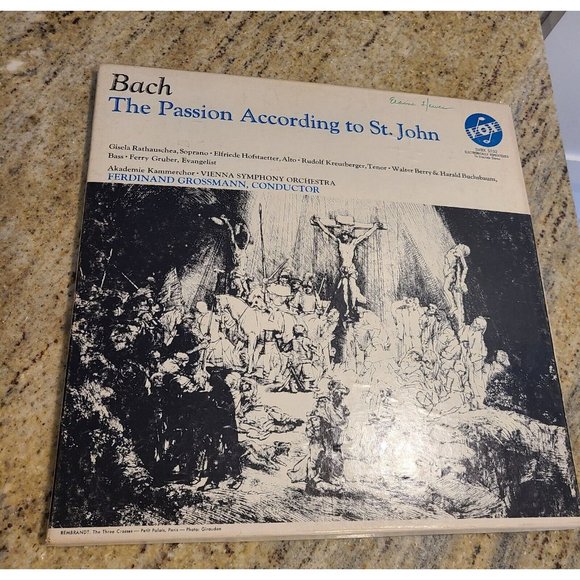 Bach
The Passion According to St. John
Gisela Rathauscher, Soprano · Elfriede Hofstaetter, Alto · Rudolf Kreutberger, Tenor · Walter Berry & Harald Buchsbaum,
Bass · Ferry Gruber, Evangelist
Akademie Kammerchor · VIENNA SYMPHONY ORCHESTRA
FERDINAND GROSSMANN, CONDUCTOR
VOX
REMBRANDT: The Three Crosses — Petit Palais, Paris — Photo: Giraudon